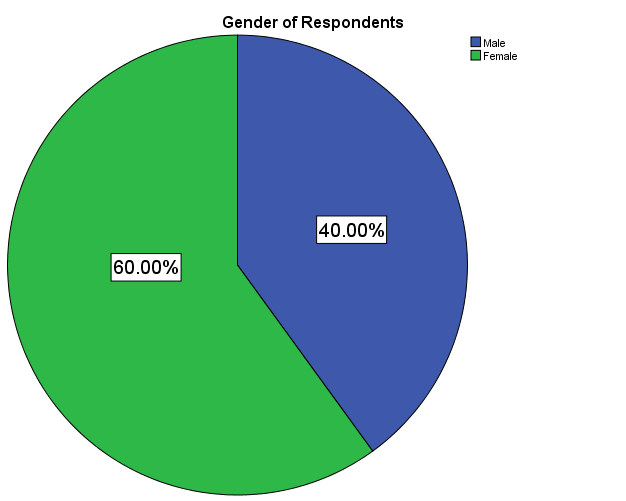 Gender of Respondents
Male
Female
40.00%
60.00%